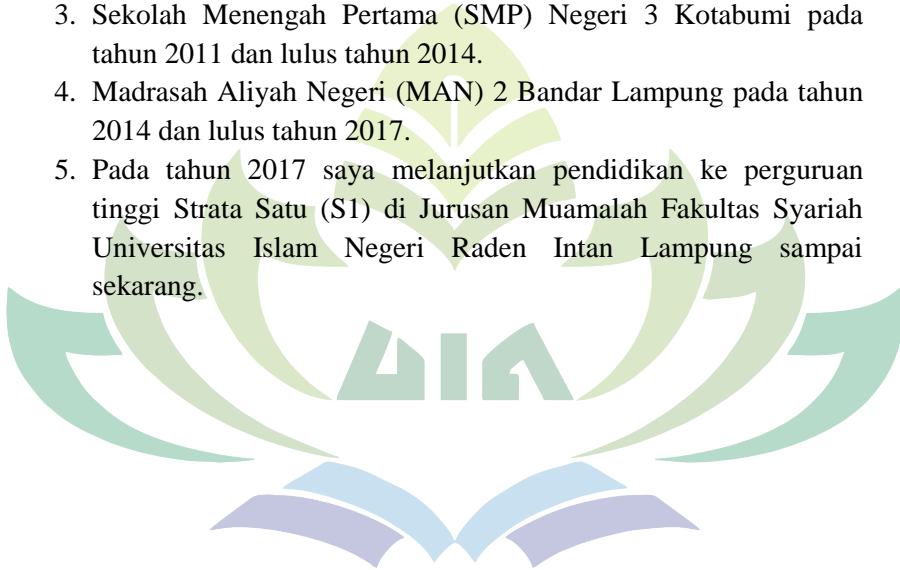 3. Sekolah Menengah Pertama (SMP) Negeri 3 Kotabumi pada
tahun 2011 dan lulus tahun 2014.
4. Madrasah Aliyah Negeri (MAN) 2 Bandar Lampung pada tahun
2014 dan lulus tahun 2017.
5. Pada tahun 2017 saya melanjutkan pendidikan ke perguruan
tinggi Strata Satu (S1) di Jurusan Muamalah Fakultas Syariah
Universitas Islam Negeri Raden Intan Lampung sampai
sekarang.
UIN